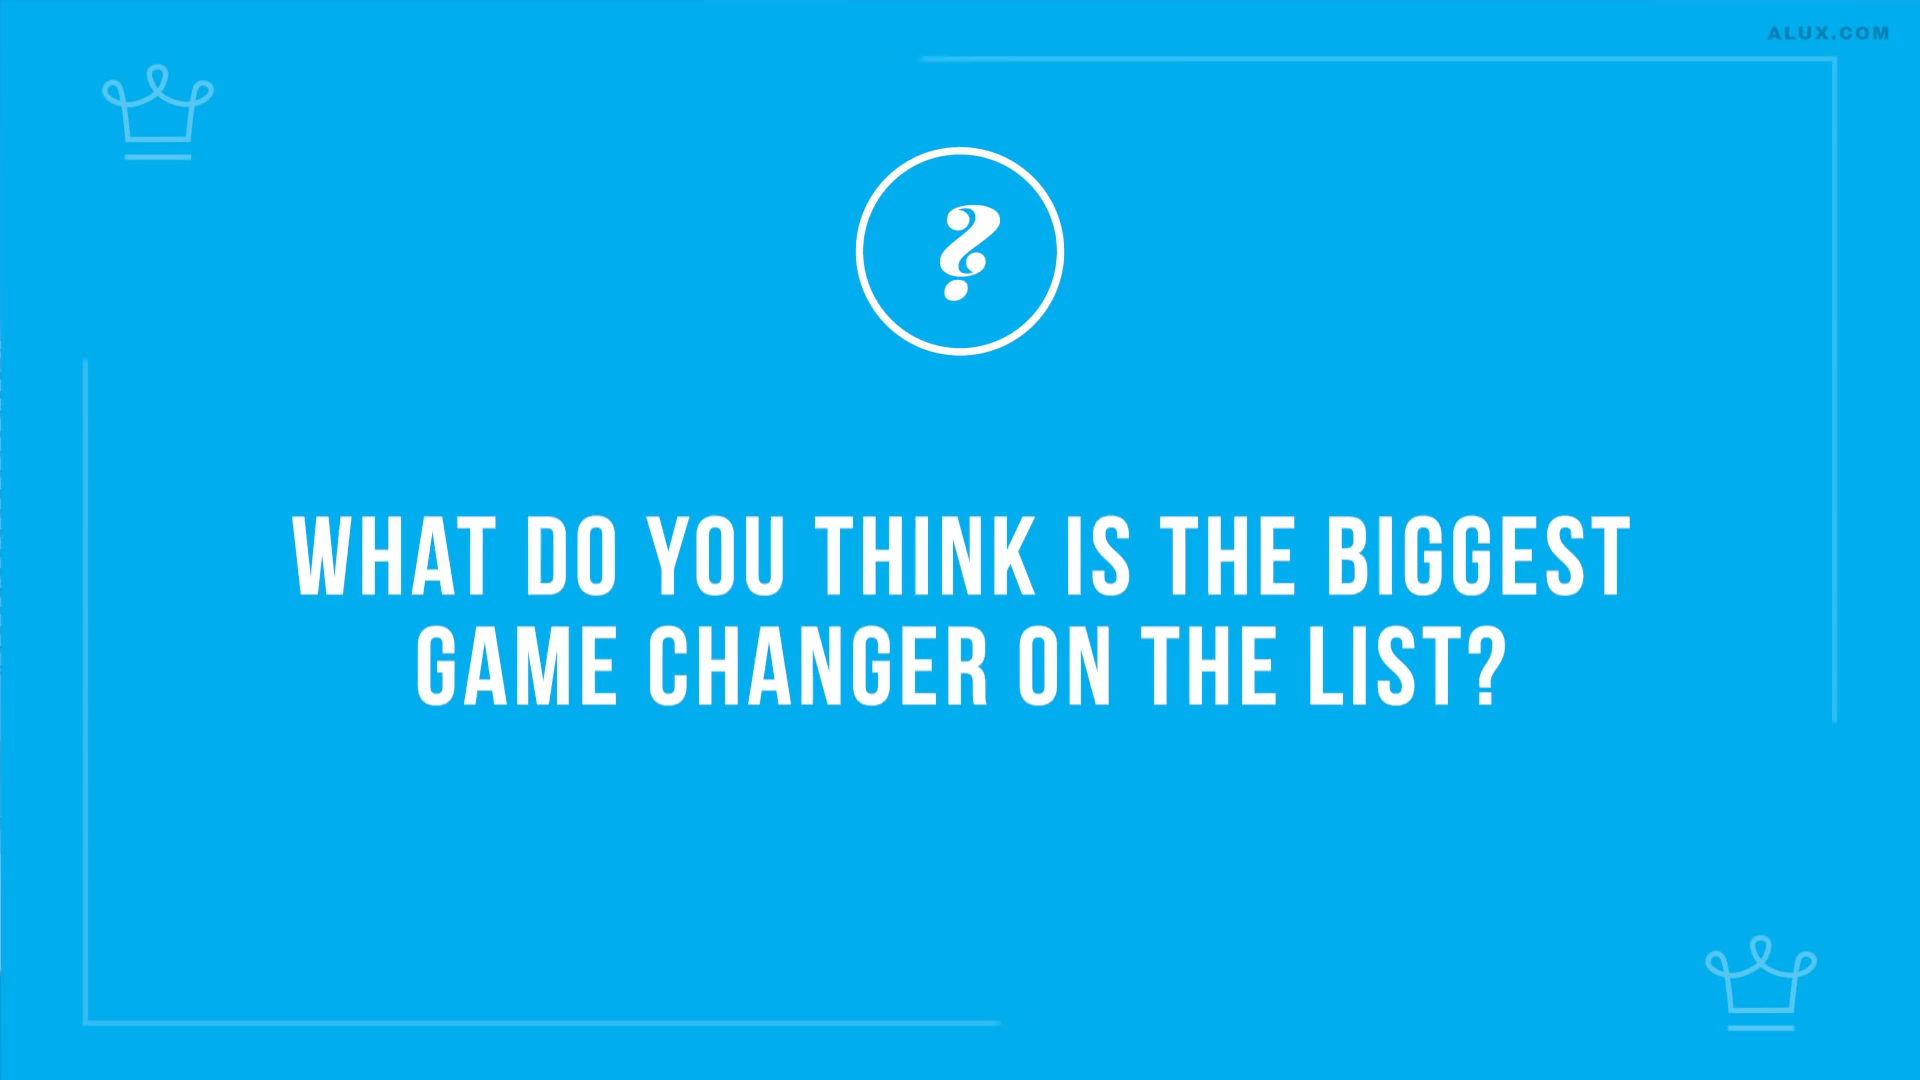 ALUX.COM
?
WHAT DO YOU THINK IS THE BIGGEST
GAME CHANGER ON THE LIST?